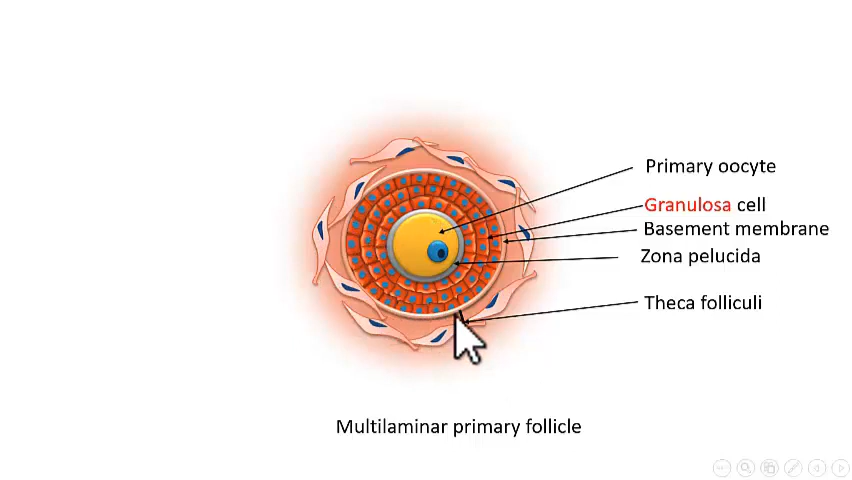 Primary oocyte
Granulosa cell
Basement membrane
Zona pelucida
Theca folliculi
Multilaminar primary follicle